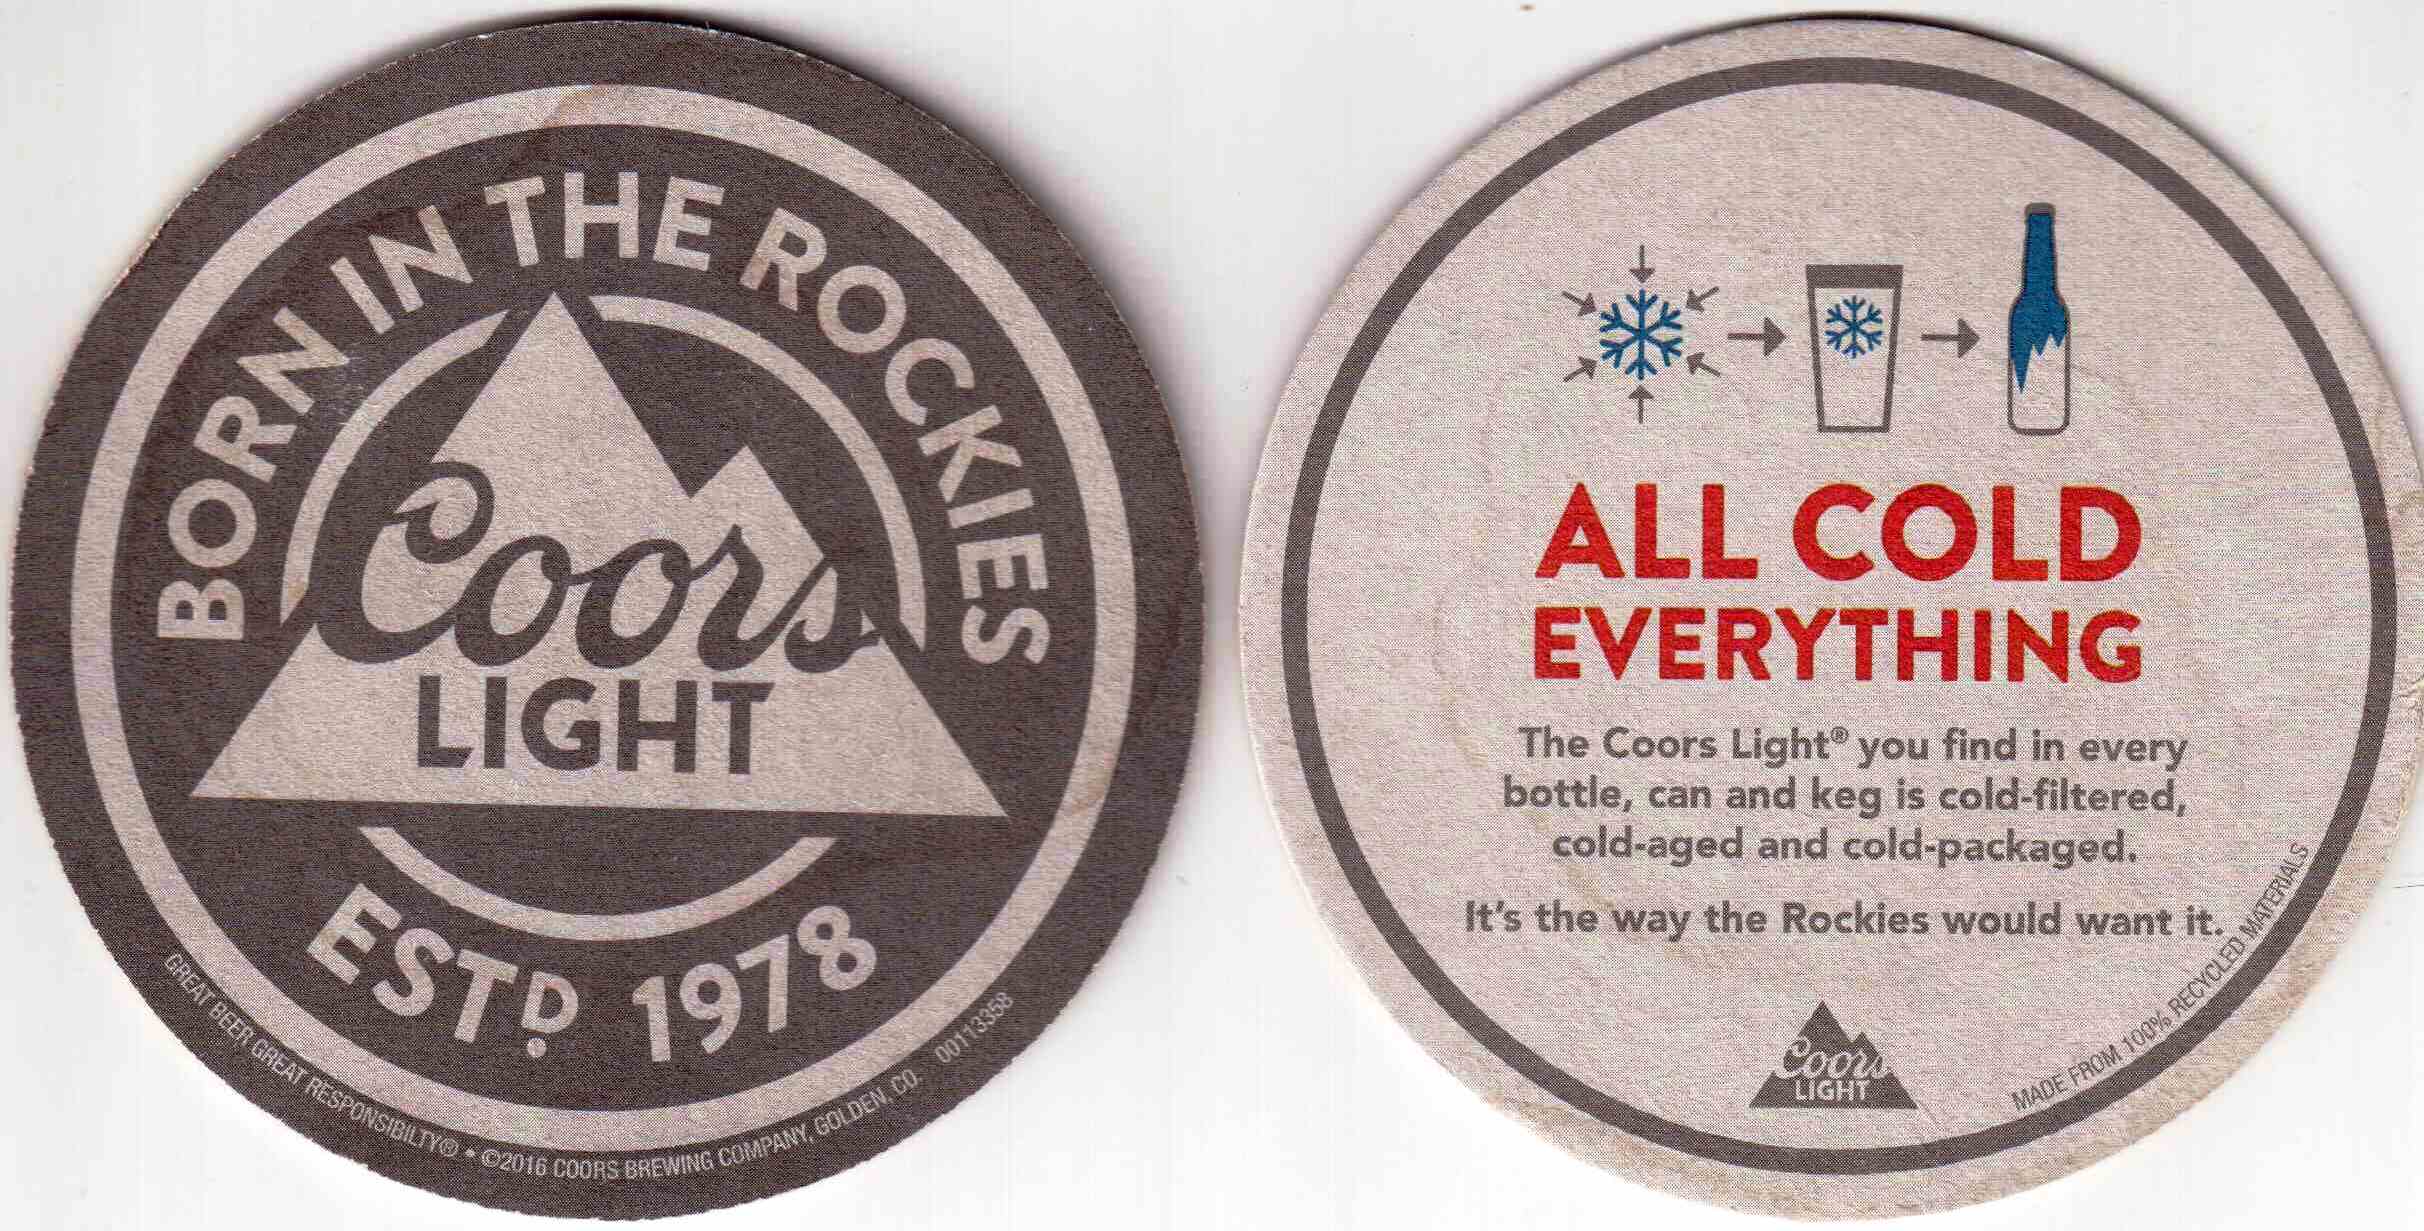 BORN IN THE ROCKIES
Coors
LIGHT
ESTD 1978
GREAT BEER GREAT RESPONSIBILTY® • ©2016 COORS BREWING COMPANY, GOLDEN, CO. 00113358
ALL COLD
EVERYTHING
The Coors Light® you find in every
bottle, can and keg is cold-filtered,
cold-aged and cold-packaged.
It's the way the Rockies would want it.
Coors
LIGHT
MADE FROM 100% RECYCLED MATERIALS